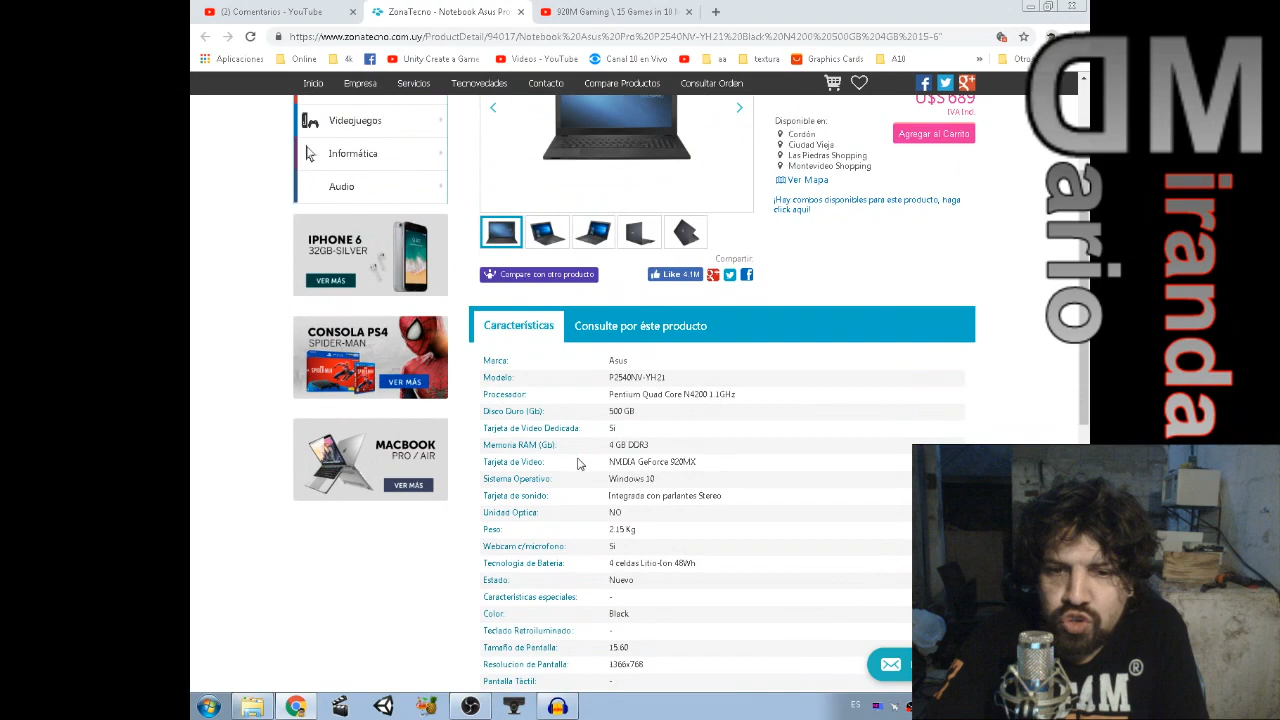 (2) Comentarios - YouTube
ZonaTecno - Notebook Asus Pro
920M Gaming \ 15 Games in 10 M
https://www.zonatecno.com.uy/ProductDetail/94017/Notebook%20Asus%20Pro%20P2540NV-YH21%20Black%20N4200%20500GB%204GB%2015-6"
Aplicaciones
Online
4k
Unity Create a Game
Videos - YouTube
Canal 10 en Vivo
aa
textura
Graphics Cards
A10
»
Otros
Inicio
Empresa
Servicios
Tecnovedades
Contacto
Compare Products
Consultar Orden
Videojuegos
Informática
Audio
U$S 689
IVA Incl.
Disponible en:
Cordón
Ciudad Vieja
Las Piedras Shopping
Montevideo Shopping
Ver Mapa
Agregar al Carrito
¡Hay combos disponibles para este producto, haga
click aquí!
IPHONE 6
32GB-SILVER
VER MÁS
CONSOLA PS4
SPIDER-MAN
VER MÁS
MACBOOK
PRO / AIR
VER MÁS
Compartir:
Compare con otro producto
Like 4.1M
Características
Consulte por éste producto
Marca: Asus
Modelo: P2540NV-YH21
Procesador: Pentium Quad Core N4200 1.1GHz
Disco Duro (Gb): 500 GB
Tarjeta de Video Dedicada: Si
Memoria RAM (Gb): 4 GB DDR3
Tarjeta de Video: NVIDIA GeForce 920MX
Sistema Operativo: Windows 10
Tarjeta de sonido: Integrada con parlantes Stereo
Unidad Optica: NO
Peso: 2.15 Kg
Webcam c/microfono: Si
Tecnologia de Bateria: 4 celdas Litio-Ion 48Wh
Estado: Nuevo
Características especiales: -
Color: Black
Teclado Retroiluminado: -
Tamaño de Pantalla: 15.60
Resolucion de Pantalla: 1366x768
Pantalla Táctil: -
ES
Dario
Miranda